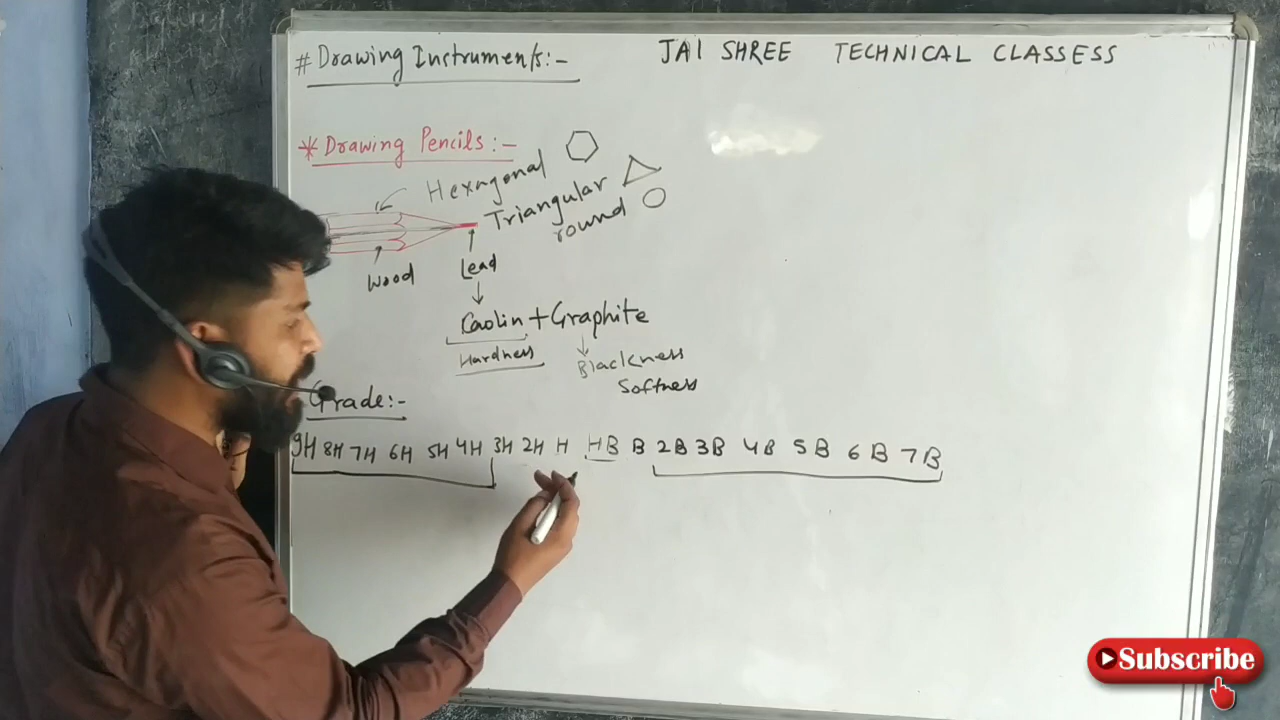 # Drawing Instruments:-
JAI SHREE TECHNICAL CLASSESS
* Drawing Pencils:-
Hexagonal
Triangular
round
Wood
Lead
Caolin + Graphite
Hardness
Blackness
Softness
Grade:-
9H 8H 7H 6H 5H 4H 3H 2H H HB B 2B 3B 4B 5B 6B 7B
Subscribe